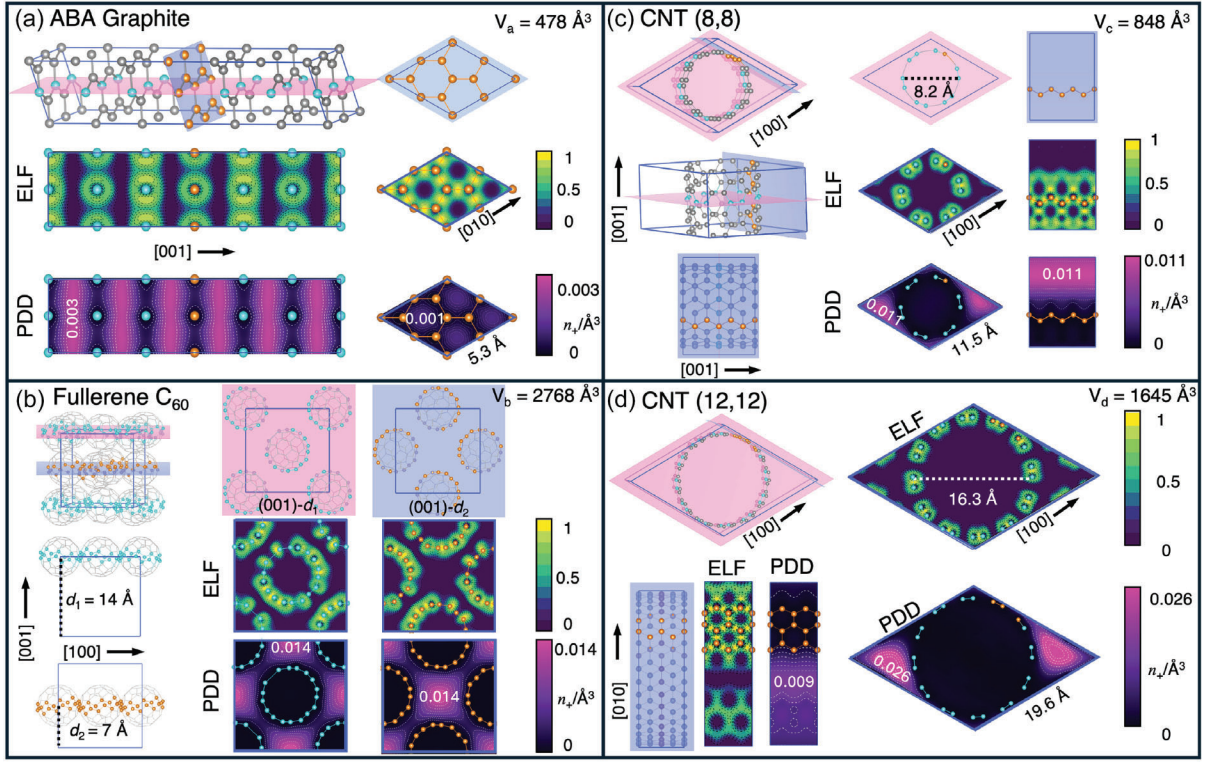 (a) ABA Graphite
V_a = 478 Å³
ELF
1
0.5
0
[001]
[010]
PDD
0.003
0.001
5.3 Å
0.003
n₊/Å³
0
(b) Fullerene C₆₀
V_b = 2768 Å³
(001)-d₁
(001)-d₂
[001]
d₁ = 14 Å
[100]
d₂ = 7 Å
ELF
1
0.5
0
PDD
0.014
0.014
0.014
n₊/Å³
0
(c) CNT (8,8)
V_c = 848 Å³
[100]
8.2 Å
[001]
ELF
[100]
1
0.5
0
[001]
PDD
0.011
11.5 Å
0.011
0.011
n₊/Å³
0
(d) CNT (12,12)
V_d = 1645 Å³
[100]
ELF
16.3 Å
[100]
1
0.5
0
[010]
ELF
PDD
0.009
PDD
0.026
19.6 Å
0.026
n₊/Å³
0